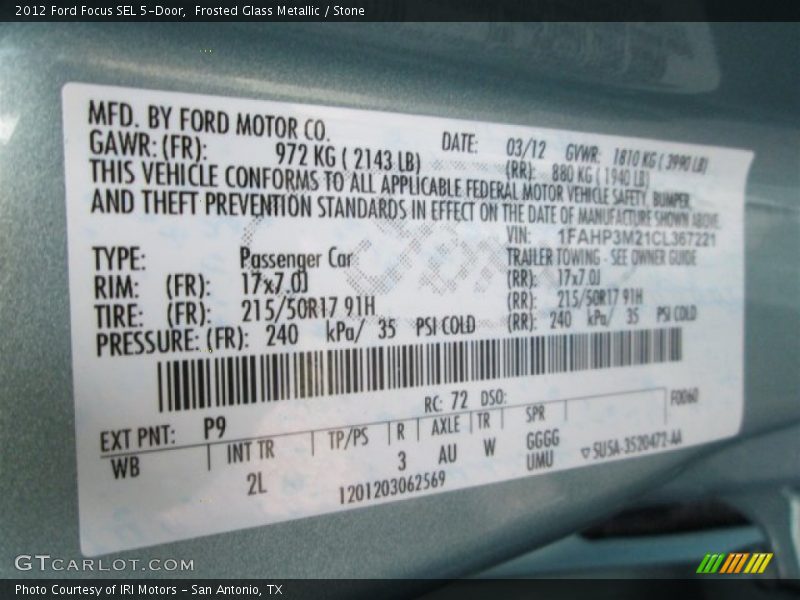 2012 Ford Focus SEL 5-Door, Frosted Glass Metallic / Stone
MFD. BY FORD MOTOR CO.
DATE: 03/12 GVWR: 1810 KG ( 3990 LB)
GAWR: (FR): 972 KG ( 2143 LB) (RR): 880 KG ( 1940 LB)
THIS VEHICLE CONFORMS TO ALL APPLICABLE FEDERAL MOTOR VEHICLE SAFETY, BUMPER,
AND THEFT PREVENTION STANDARDS IN EFFECT ON THE DATE OF MANUFACTURE SHOWN ABOVE.
VIN: 1FAHP3M21CL367221
TYPE: Passenger Car TRAILER TOWING - SEE OWNER GUIDE
RIM: (FR): 17x7.0J (RR): 17x7.0J
TIRE: (FR): 215/50R17 91H (RR): 215/50R17 91H
PRESSURE: (FR): 240 kPa/ 35 PSI COLD (RR): 240 kPa/ 35 PSI COLD
EXT PNT: P9 RC: 72 DSO: F0060
WB INT TR TP/PS R AXLE TR SPR
2L 3 AU W GGGG
UMU
1201203062569 5U5A-3520472-AA
GTCARLOT.COM
Photo Courtesy of IRI Motors - San Antonio, TX